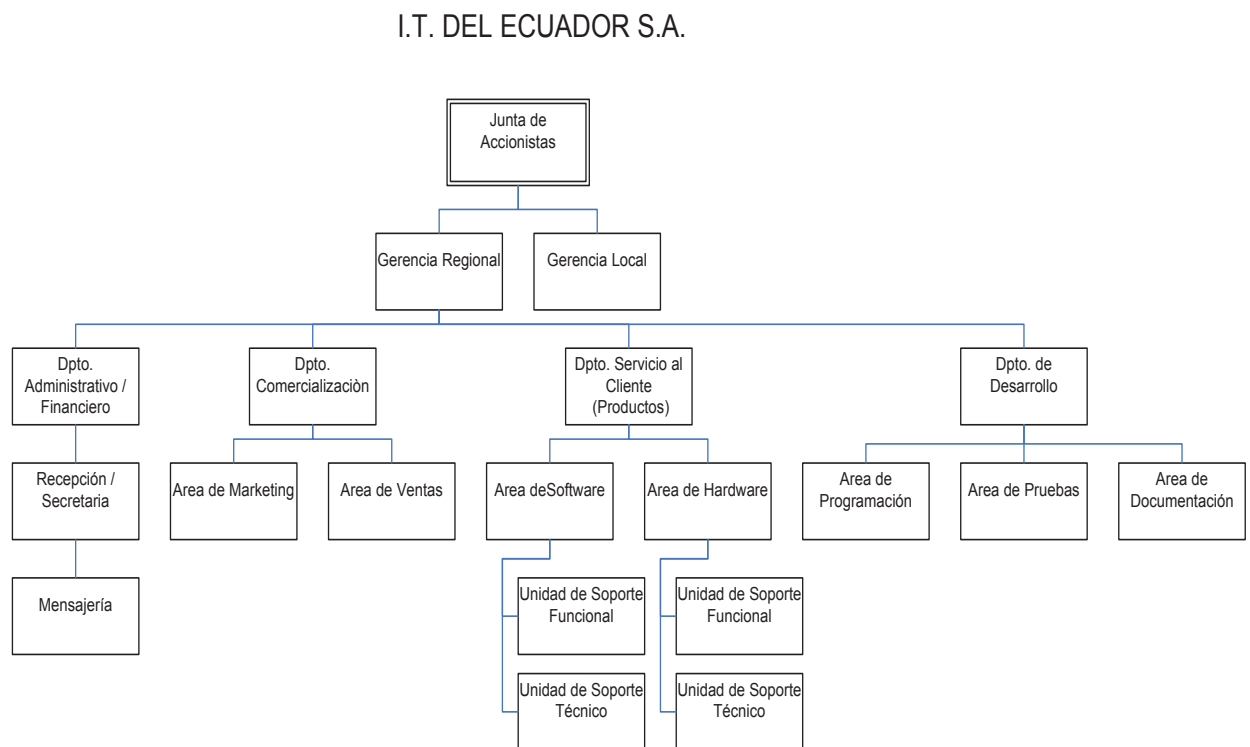 I.T. DEL ECUADOR S.A.
Junta de
Accionistas
Gerencia Regional
Gerencia Local
Dpto.
Administrativo /
Financiero
Dpto.
Comercializaciòn
Dpto. Servicio al
Cliente
(Productos)
Dpto. de
Desarrollo
Recepción /
Secretaria
Area de Marketing
Area de Ventas
Area deSoftware
Area de Hardware
Area de
Programación
Area de Pruebas
Area de
Documentación
Mensajería
Unidad de Soporte
Funcional
Unidad de Soporte
Funcional
Unidad de Soporte
Técnico
Unidad de Soporte
Técnico